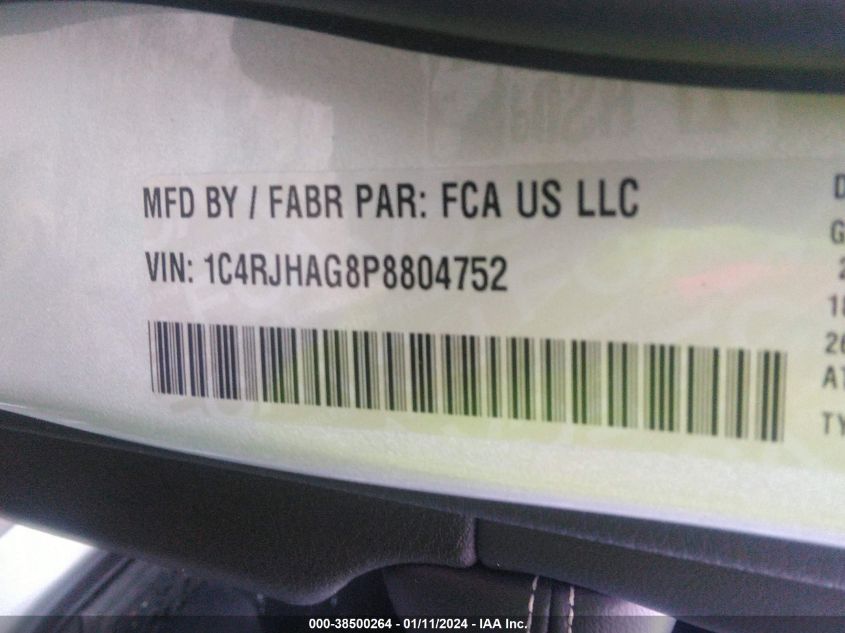 MFD BY / FABR PAR: FCA US LLC
VIN: 1C4RJHAG8P8804752
000-38500264 - 01/11/2024 - IAA Inc.